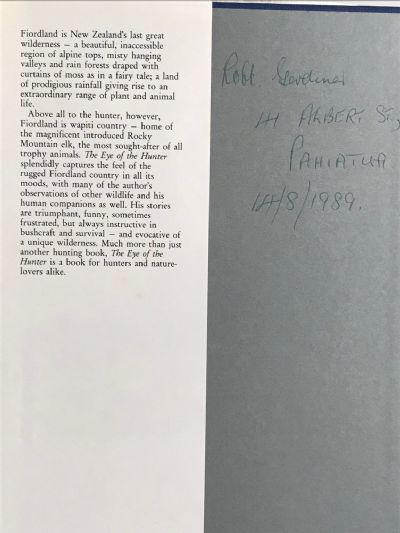 Fiordland is New Zealand's last great
wilderness – a beautiful, inaccessible
region of alpine tops, misty hanging
valleys and rain forests draped with
curtains of moss as in a fairy tale; a land
of prodigious rainfall giving rise to an
extraordinary range of plant and animal
life.
Above all to the hunter, however,
Fiordland is wapiti country – home of
the magnificent introduced Rocky
Mountain elk, the most sought-after of all
trophy animals. The Eye of the Hunter
splendidly captures the feel of the
rugged Fiordland country in all its
moods, with many of the author's
observations of other wildlife and his
human companions as well. His stories
are triumphant, funny, sometimes
frustrated, but always instructive in
bushcraft and survival – and evocative of
a unique wilderness. Much more than just
another hunting book, The Eye of the
Hunter is a book for hunters and nature-
lovers alike.
Robt
ALBERT St,
PAHIATUA
14/8/1989.